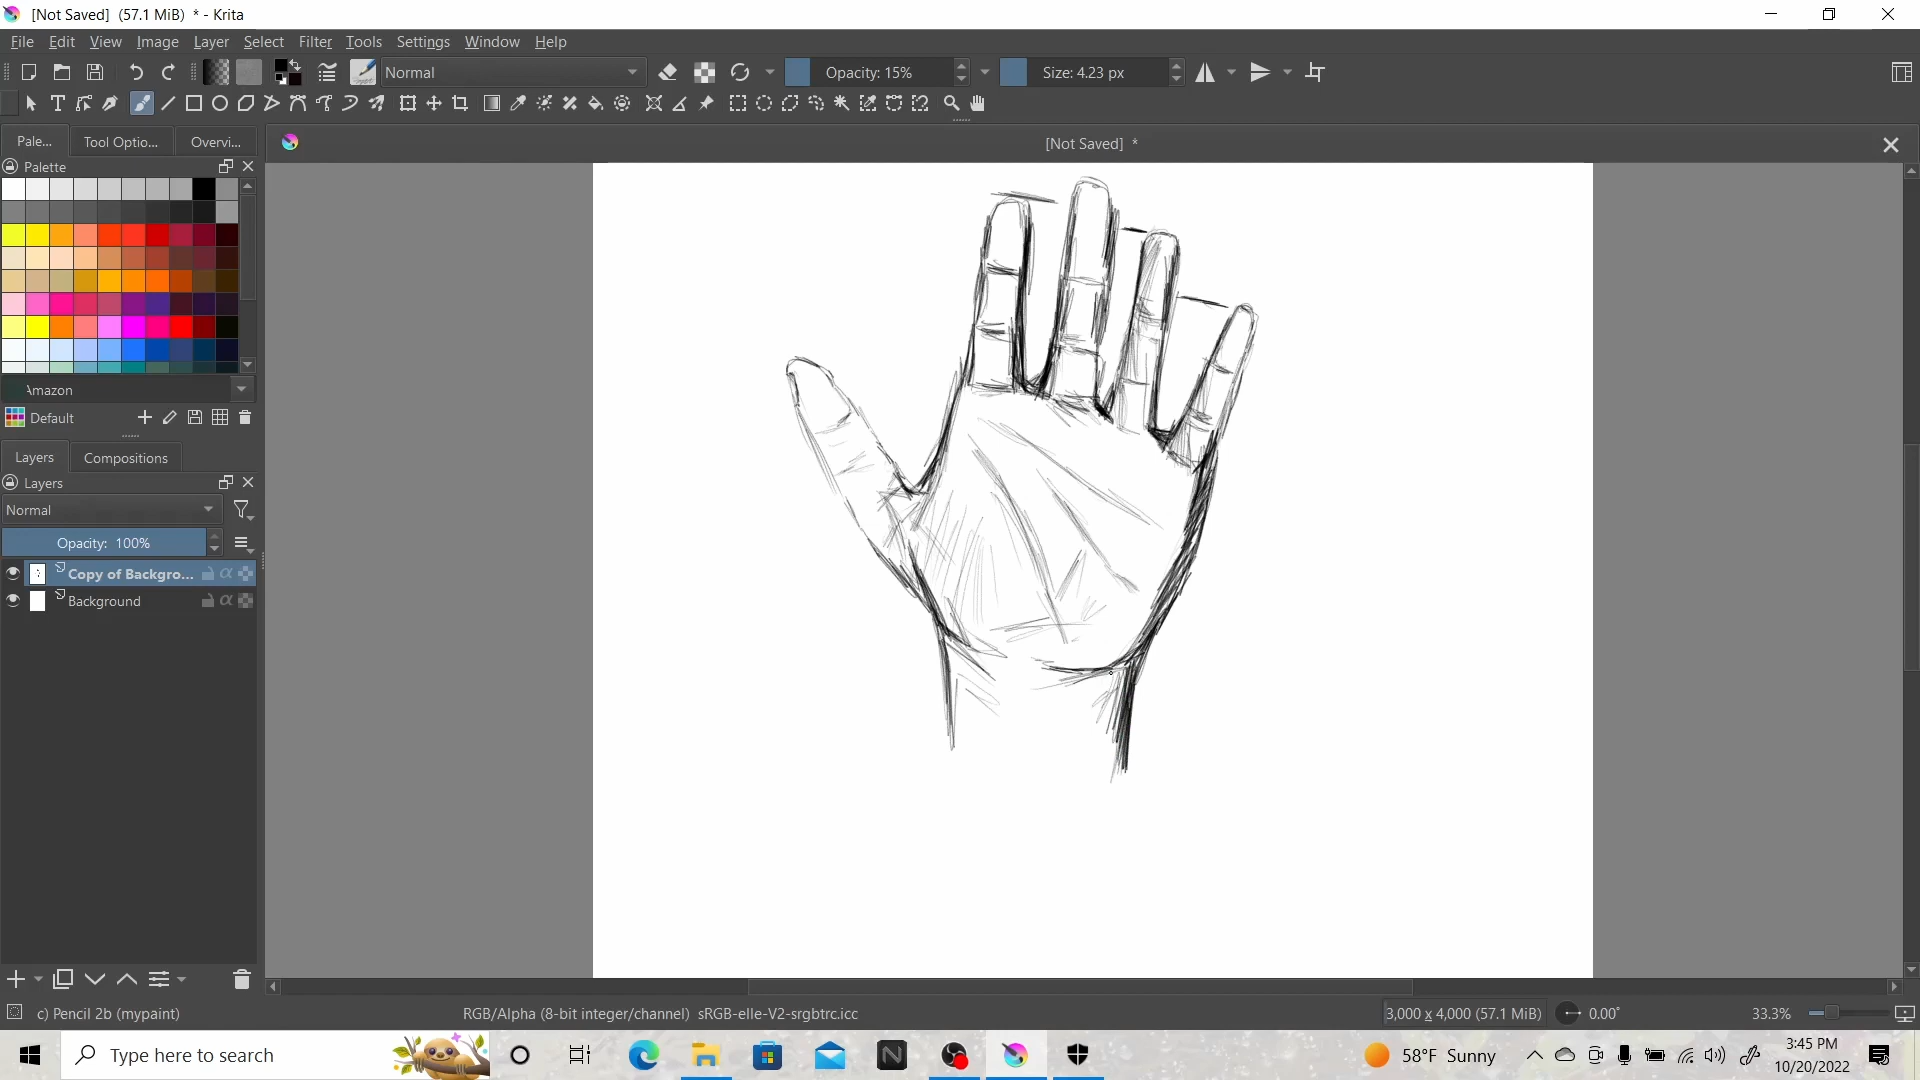 [Not Saved] (57.1 MiB) * - Krita
File Edit View Image Layer Select Filter Tools Settings Window Help
Normal Opacity: 15% Size: 4.23 px
Pale... Tool Optio... Overvi... [Not Saved] *
Palette
Amazon
Default
Layers Compositions
Layers
Normal
Opacity: 100%
Copy of Backgro...
Background
c) Pencil 2b (mypaint) RGB/Alpha (8-bit integer/channel) sRGB-elle-V2-srgbtrc.icc 3,000 x 4,000 (57.1 MiB) 0.00° 33.3%
Type here to search 58°F Sunny 3:45 PM
10/20/2022